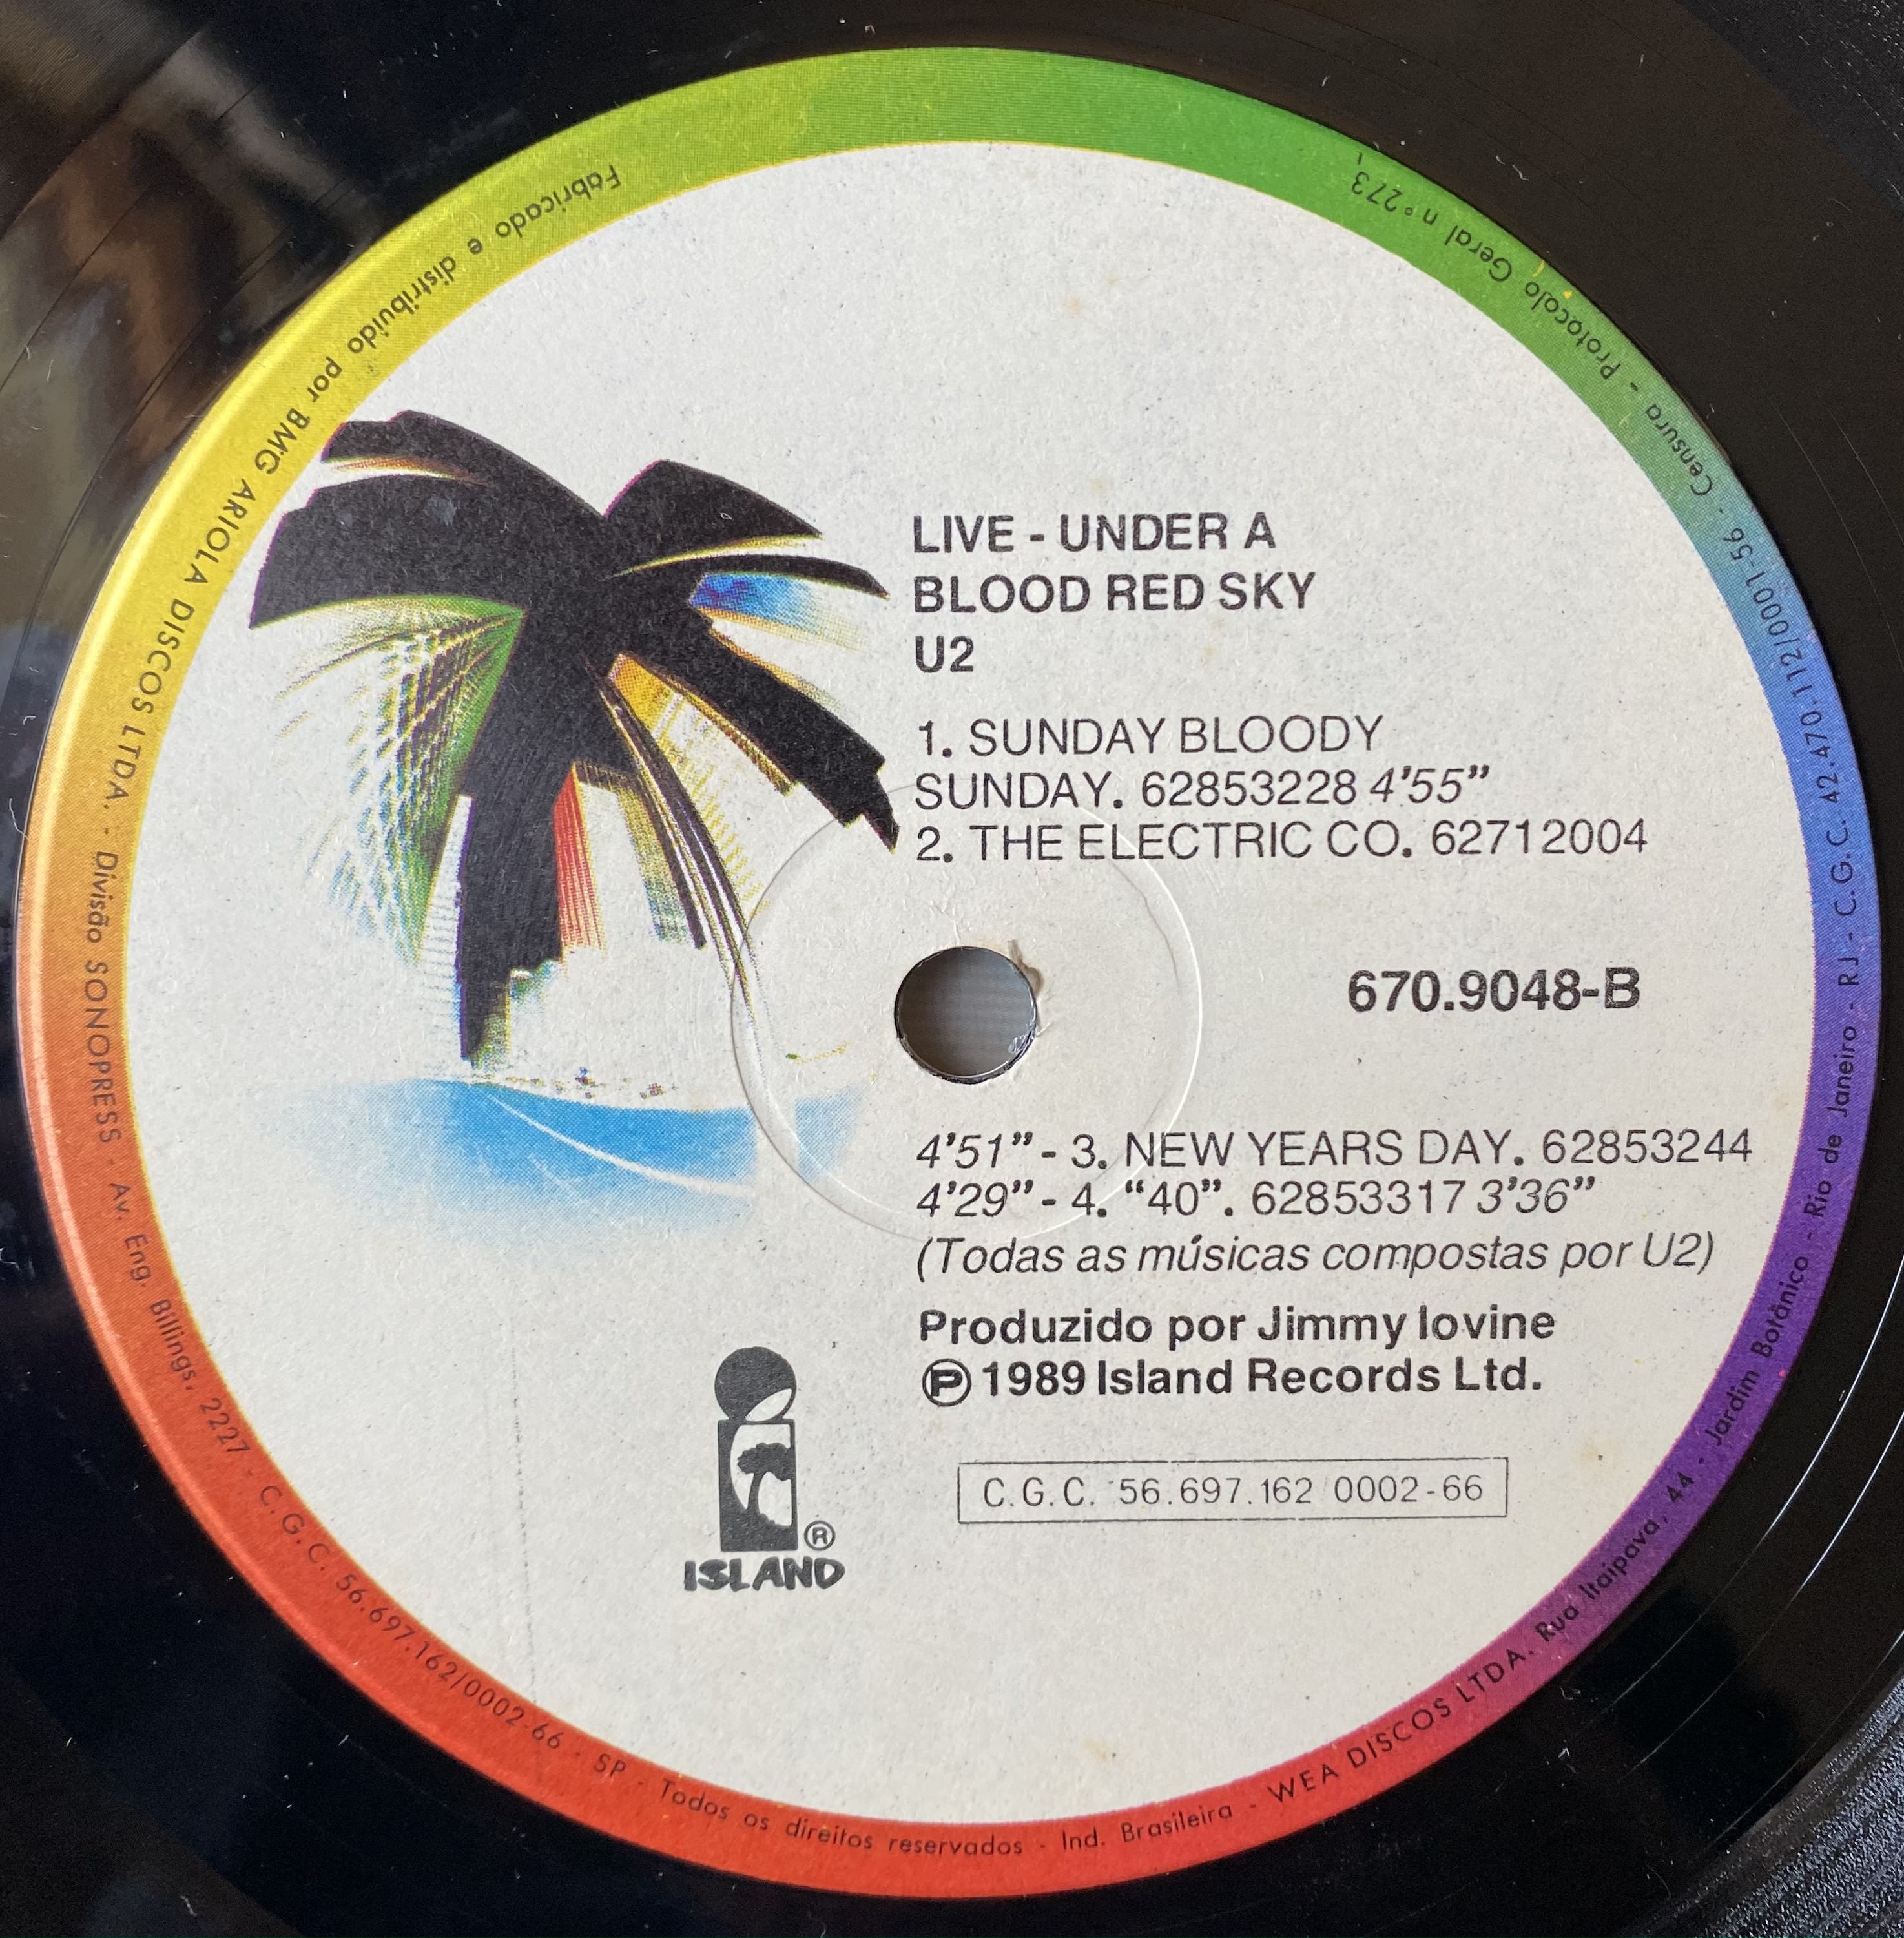 LIVE - UNDER A
BLOOD RED SKY
U2
1. SUNDAY BLOODY
SUNDAY. 62853228 4'55"
2. THE ELECTRIC CO. 62712004
670.9048-B
4'51" - 3. NEW YEARS DAY. 62853244
4'29" - 4. “40”. 62853317 3'36"
(Todas as músicas compostas por U2)
Produzido por Jimmy Iovine
℗ 1989 Island Records Ltd.
C.G.C. 56.697.162 0002-66
®
ISLAND
Fabricado e distribuído por BMG ARIOLA DISCOS LTDA. - Divisão SONOPRESS - Av. Eng. Billings, 2227 - C.G.C. 56.697.162/0002-66 - SP - Todos os direitos reservados - Ind. Brasileira - WEA DISCOS LTDA. Rua Itaipava, 44 - Jardim Botânico - Rio de Janeiro - RJ - C.G.C. 42.470.112/0001-56 - Censura - Protocolo Geral n° 273